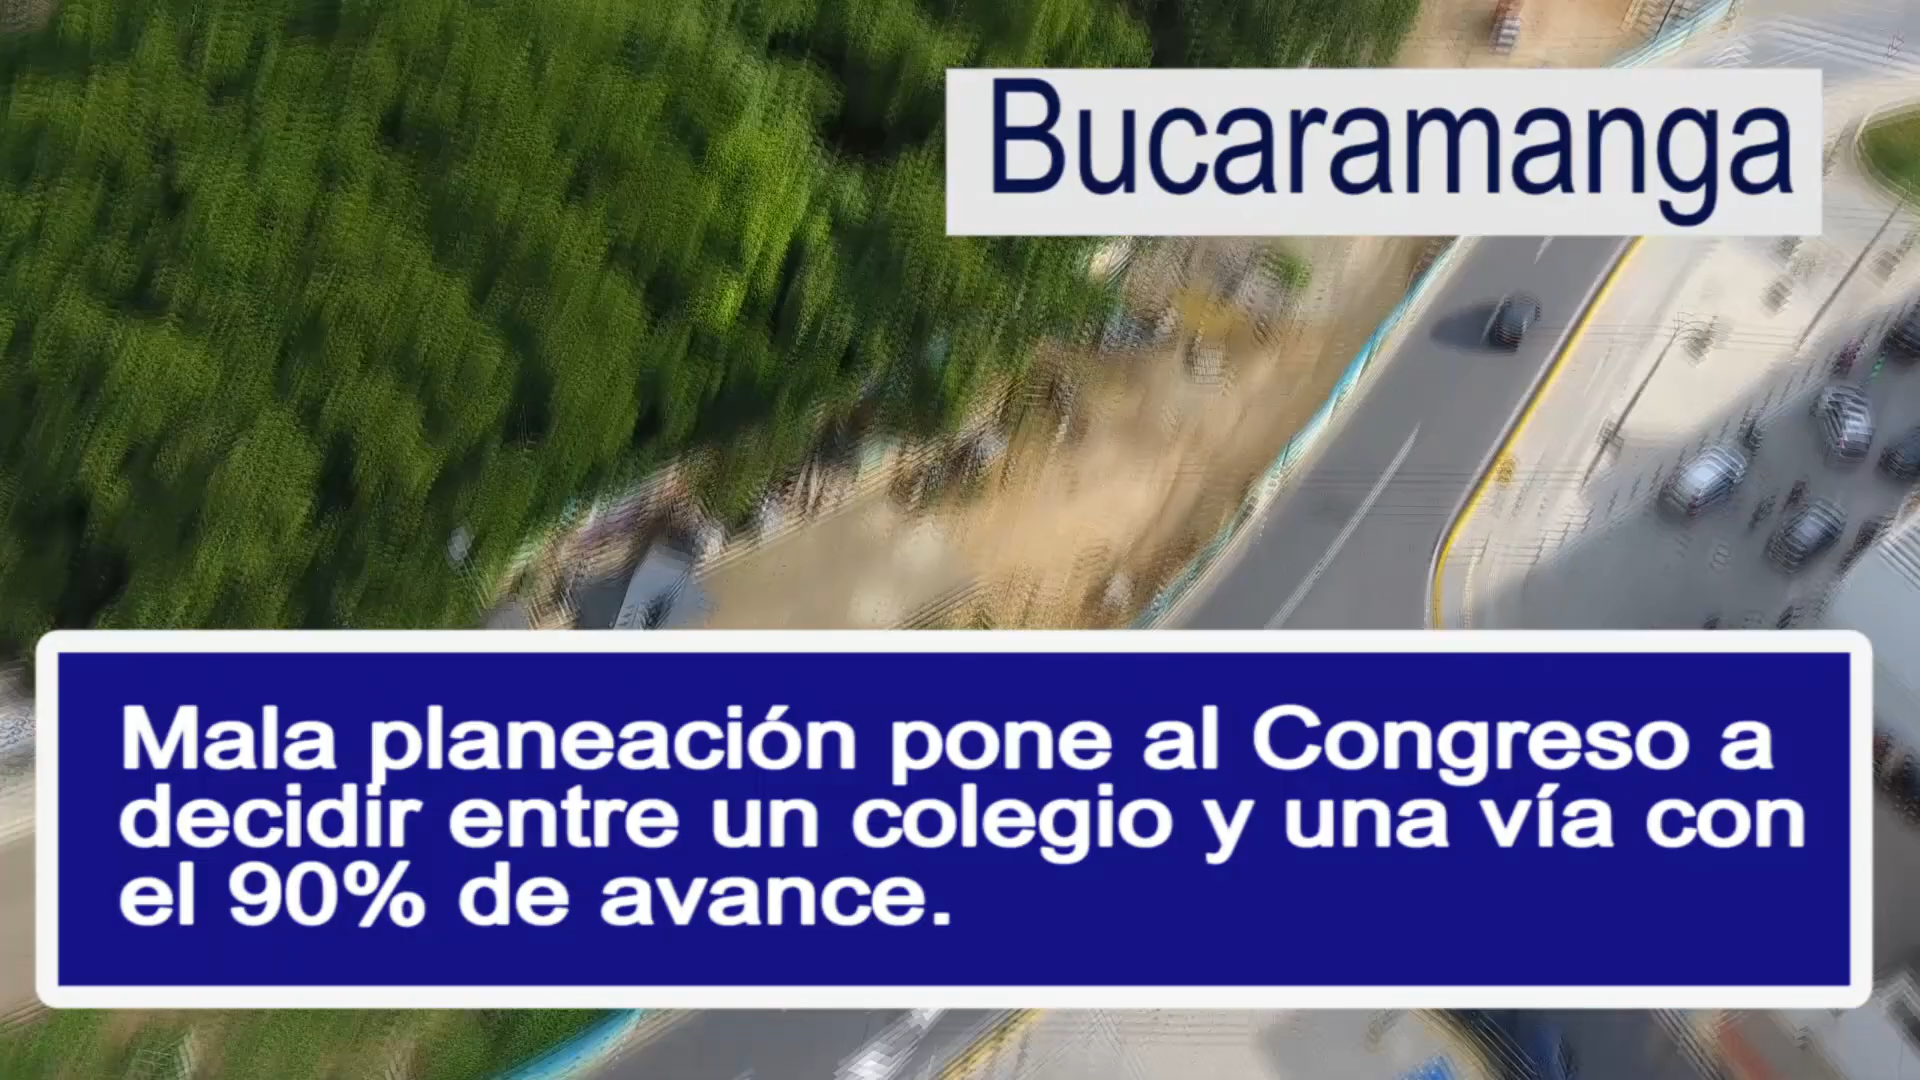 Bucaramanga
Mala planeación pone al Congreso a
decidir entre un colegio y una vía con
el 90% de avance.